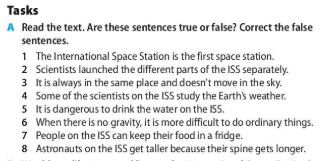 Tasks
A Read the text. Are these sentences true or false? Correct the false
sentences.
1 The International Space Station is the first space station.
2 Scientists launched the different parts of the ISS separately.
3 It is always in the same place and doesn't move in the sky.
4 Some of the scientists on the ISS study the Earth's weather.
5 It is dangerous to drink the water on the ISS.
6 When there is no gravity, it is more difficult to do ordinary things.
7 People on the ISS can keep their food in a fridge.
8 Astronauts on the ISS get taller because their spine gets longer.